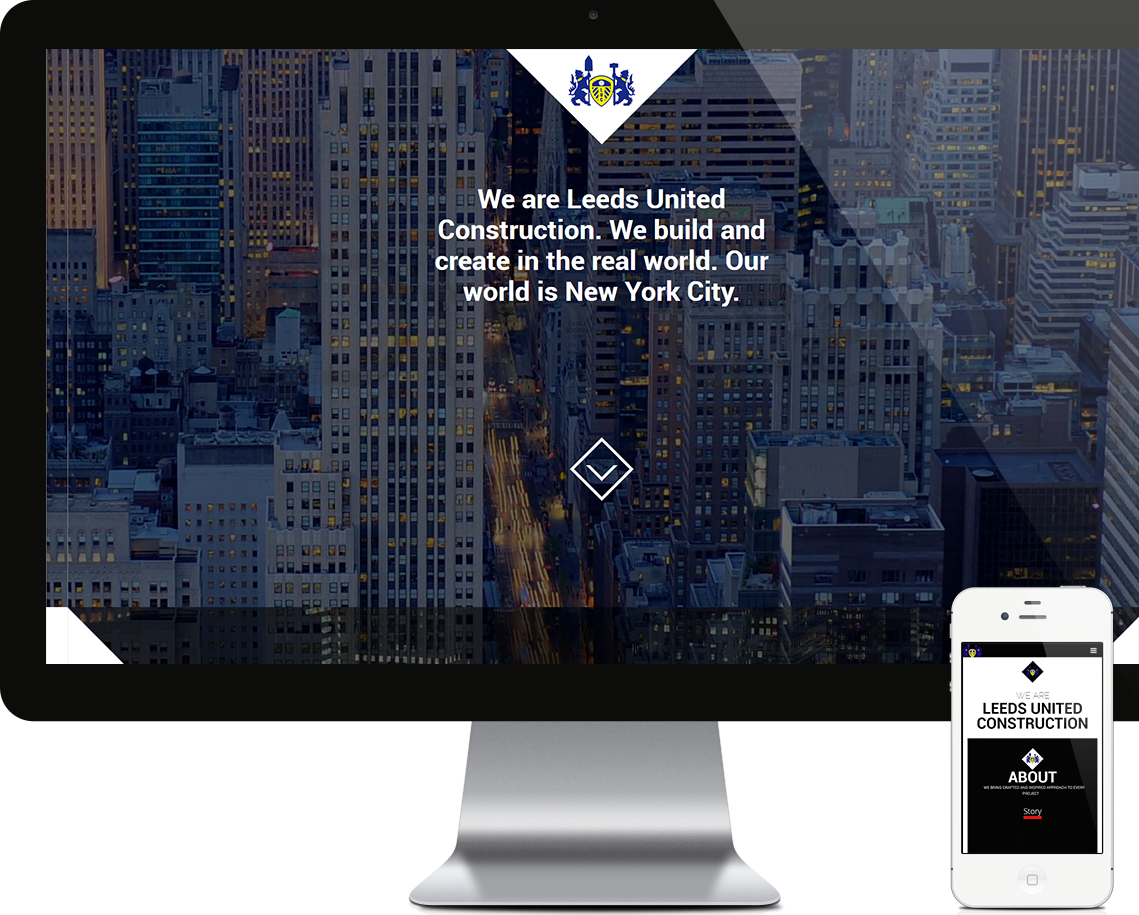 We are Leeds United
Construction. We build and
create in the real world. Our
world is New York City.
WE ARE
LEEDS UNITED
CONSTRUCTION
ABOUT
WE BRING CRAFTED AND INSPIRED APPROACH TO EVERY
PROJECT
Story